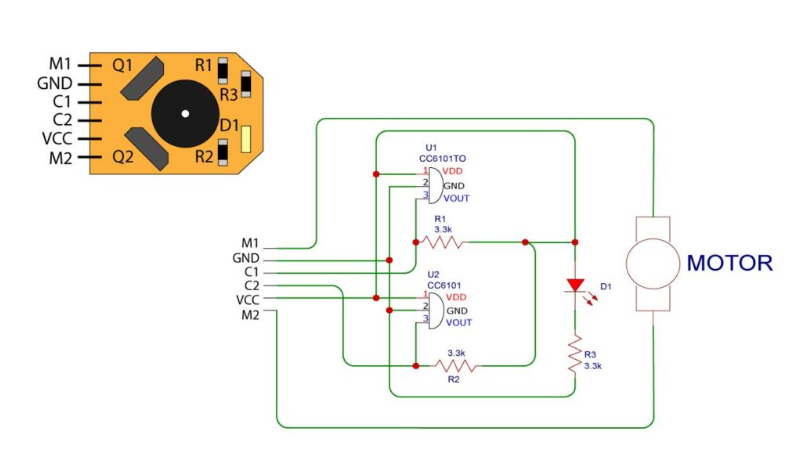 M1
GND
C1
C2
VCC
M2
Q1
R1
R3
D1
Q2
R2
U1
CC6101TO
1 VDD
2 GND
3 VOUT
R1
3.3k
M1
GND
C1
C2
VCC
M2
U2
CC6101
1 VDD
2 GND
3 VOUT
3.3k
R2
D1
R3
3.3k
MOTOR